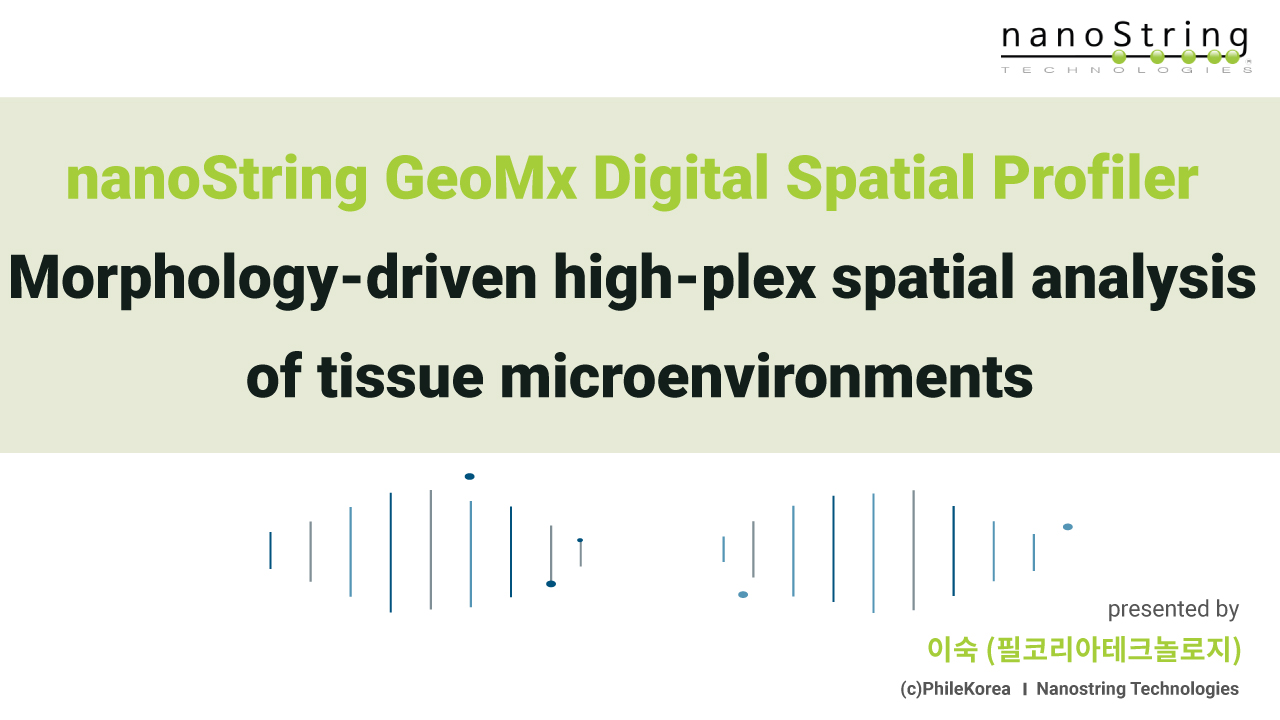 nanoString
TECHNOLOGIES
nanoString GeoMx Digital Spatial Profiler
Morphology-driven high-plex spatial analysis
of tissue microenvironments
presented by
이숙 (필코리아테크놀로지)
(c)PhileKorea I Nanostring Technologies